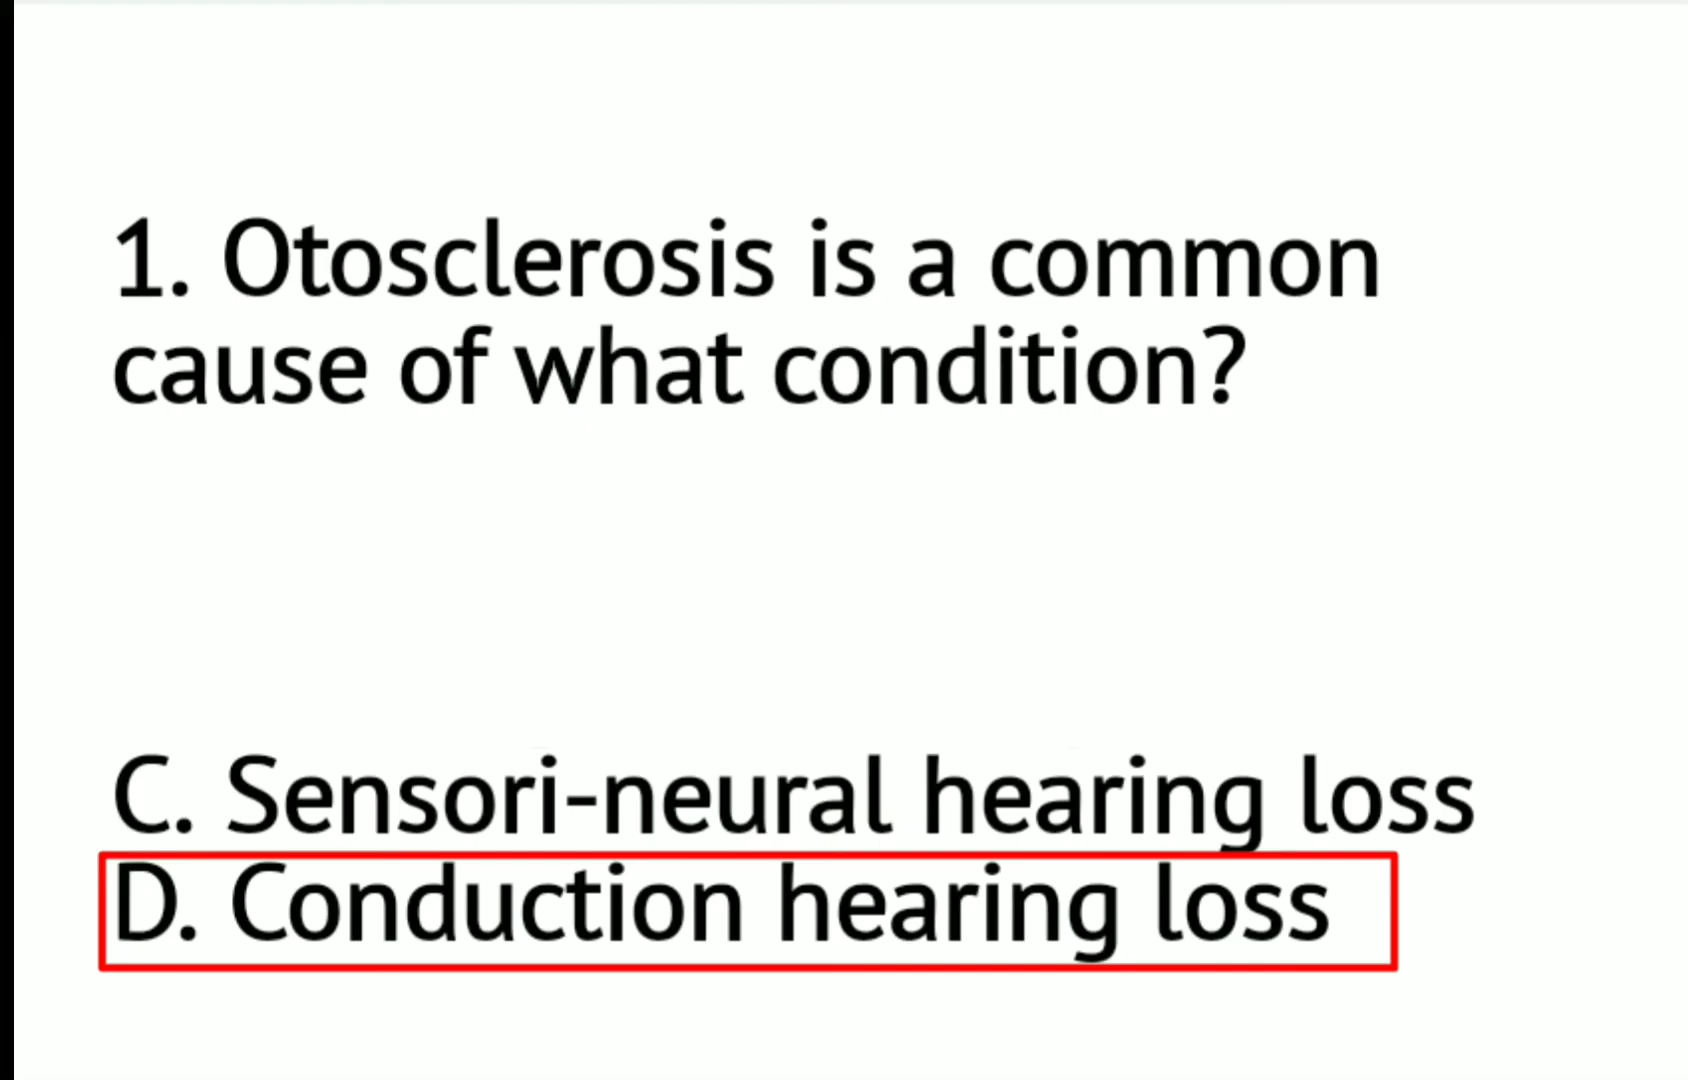 1. Otosclerosis is a common
cause of what condition?
C. Sensori-neural hearing loss
D. Conduction hearing loss